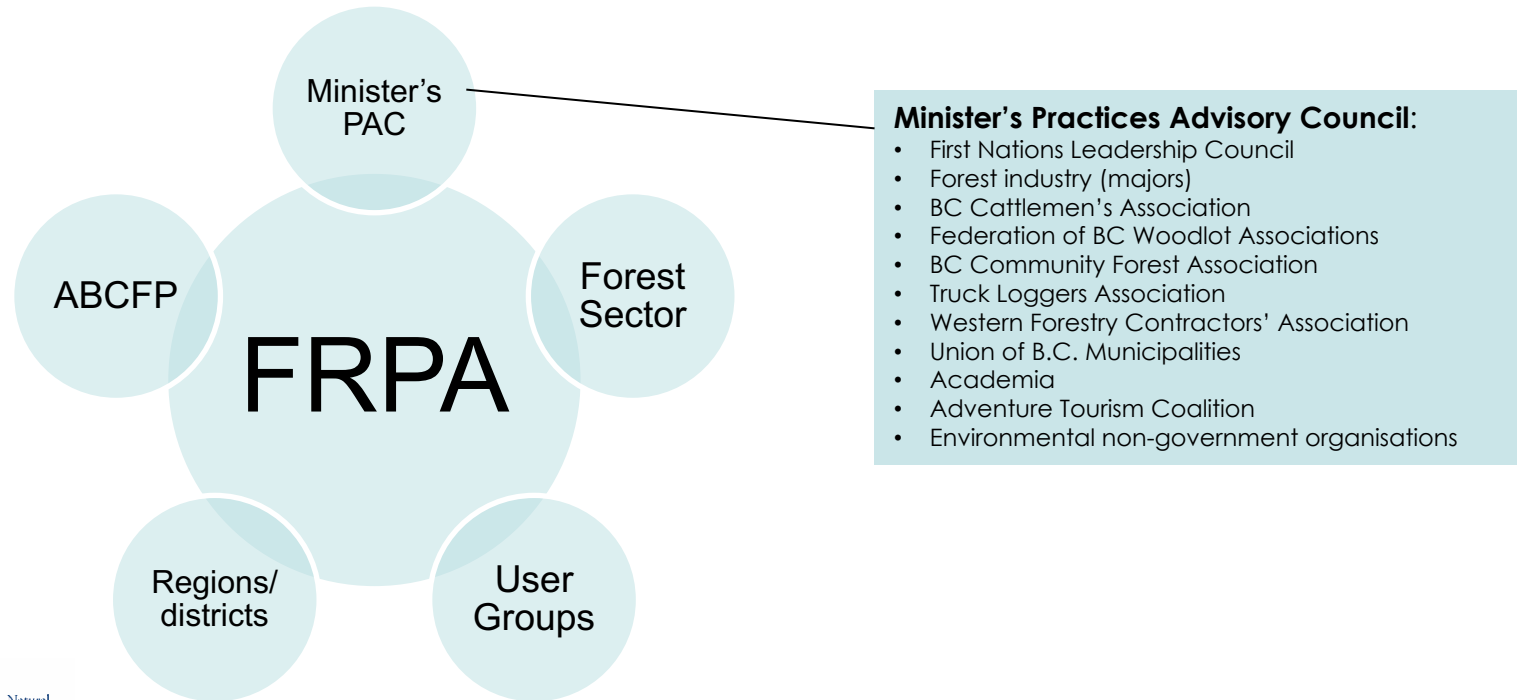 Minister’s
PAC
Minister’s Practices Advisory Council:
• First Nations Leadership Council
• Forest industry (majors)
• BC Cattlemen’s Association
• Federation of BC Woodlot Associations
• BC Community Forest Association
• Truck Loggers Association
• Western Forestry Contractors’ Association
• Union of B.C. Municipalities
• Academia
• Adventure Tourism Coalition
• Environmental non-government organisations
ABCFP
Forest
Sector
FRPA
Regions/
districts
User
Groups
Natural